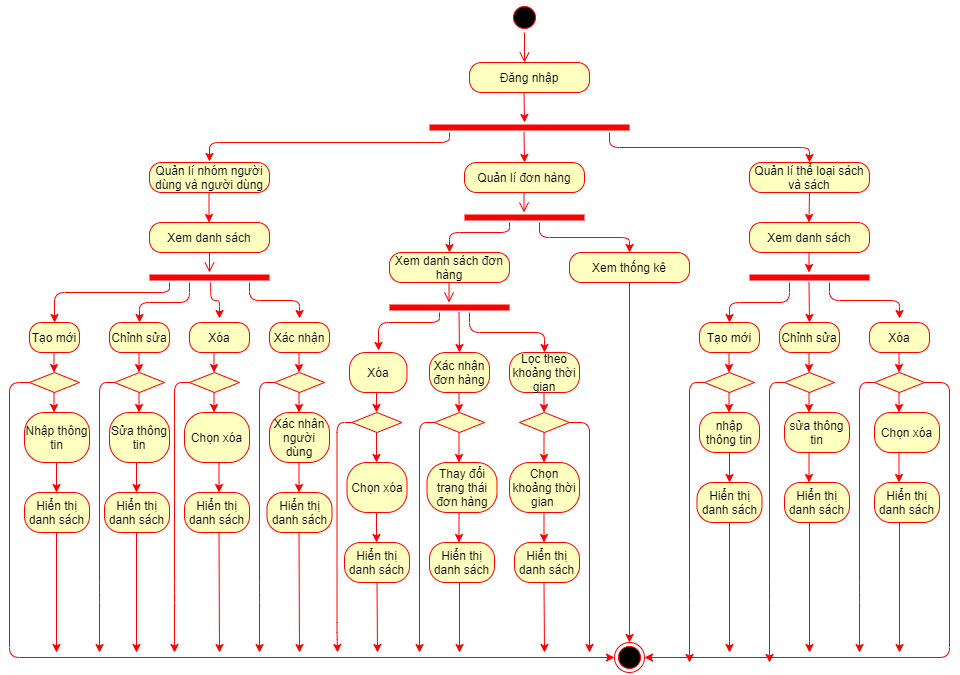 Đăng nhập
Quản lí nhóm người
dùng và người dùng
Quản lí đơn hàng
Quản lí thể loại sách
và sách
Xem danh sách
Xem danh sách
Xem danh sách đơn
hàng
Xem thống kê
Tạo mới
Chỉnh sửa
Xóa
Xác nhận
Xóa
Xác nhận
đơn hàng
Lọc theo
khoảng thời
gian
Tạo mới
Chỉnh sửa
Xóa
Nhập thông
tin
Sửa thông
tin
Chọn xóa
Xác nhân
người
dùng
Chọn xóa
Thay đổi
trạng thái
đơn hàng
Chọn
khoảng thời
gian
nhập
thông tin
sửa thông
tin
Chọn xóa
Hiển thị
danh sách
Hiển thị
danh sách
Hiển thị
danh sách
Hiển thị
danh sách
Hiển thị
danh sách
Hiển thị
danh sách
Hiển thị
danh sách
Hiển thị
danh sách
Hiển thị
danh sách
Hiển thị
danh sách